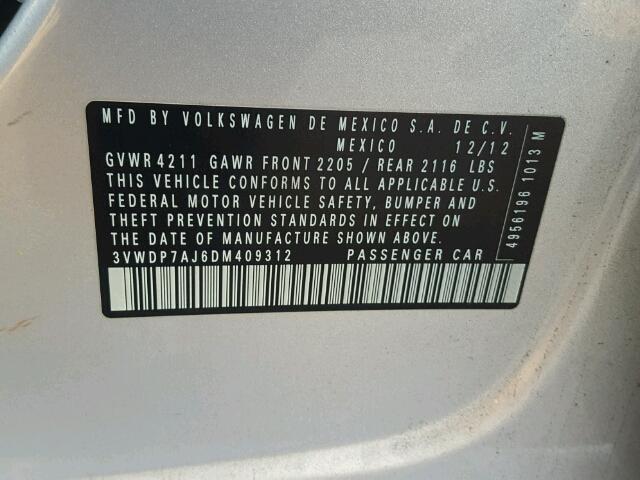 MFD BY VOLKSWAGEN DE MEXICO S.A. DE C.V.
MEXICO 12/12
GVWR 4211 GAWR FRONT 2205 / REAR 2116 LBS
THIS VEHICLE CONFORMS TO ALL APPLICABLE U.S.
FEDERAL MOTOR VEHICLE SAFETY, BUMPER AND
THEFT PREVENTION STANDARDS IN EFFECT ON
THE DATE OF MANUFACTURE SHOWN ABOVE.
3VWDP7AJ6DM409312 PASSENGER CAR
4956196 1013 M